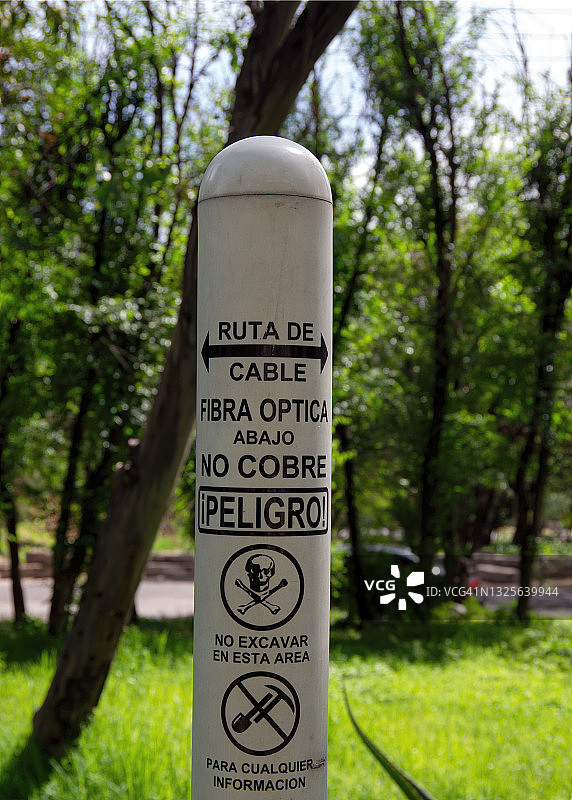 RUTA DE
CABLE
FIBRA OPTICA
ABAJO
NO COBRE
¡PELIGRO!
NO EXCAVAR
EN ESTA AREA
PARA CUALQUIER
INFORMACION
VCG ID: VCG41N1325639944